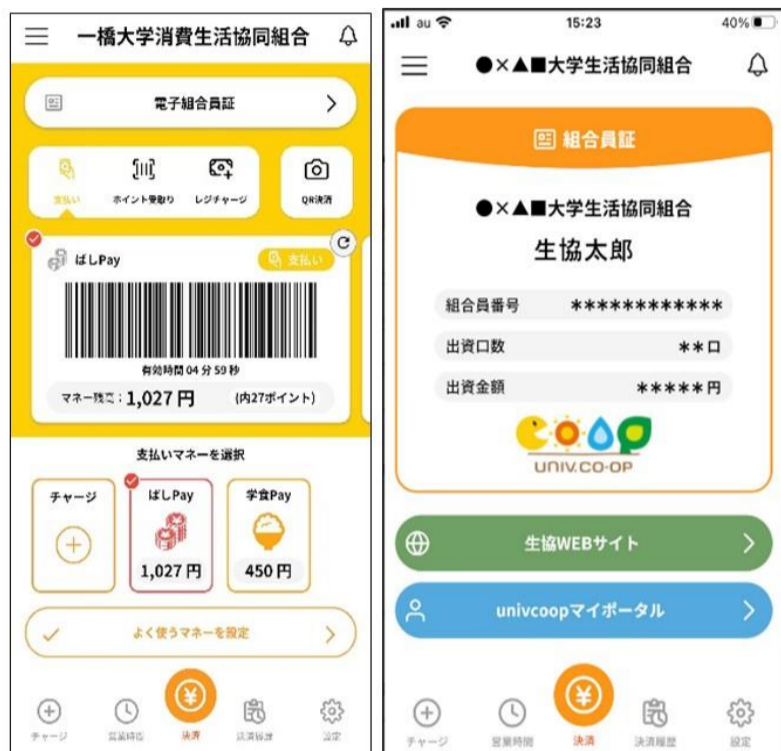 一橋大学消費生活協同組合
電子組合員証
支払い
ポイント受取り
レジチャージ
QR決済
ばしPay
支払い
有効時間 04 分 59 秒
マネー残高：1,027 円 (内27ポイント)
支払いマネーを選択
チャージ
ばしPay
1,027 円
学食Pay
450 円
よく使うマネーを設定
チャージ
営業時間
決済
決済履歴
設定
au 15:23 40%
●×▲■大学生活協同組合
組合員証
●×▲■大学生活協同組合
生協太郎
組合員番号 ************
出資口数 **口
出資金額 *****円
UNIV.CO-OP
生協WEBサイト
univcoopマイポータル
チャージ
営業時間
決済
決済履歴
設定